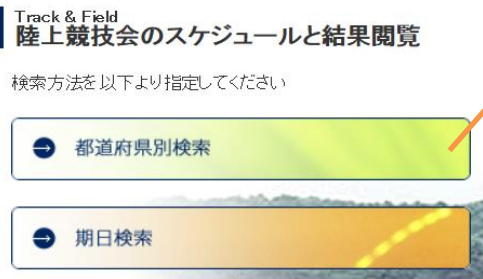 Track & Field
陸上競技会のスケジュールと結果閲覧
検索方法を以下より指定してください
都道府県別検索
期日検索